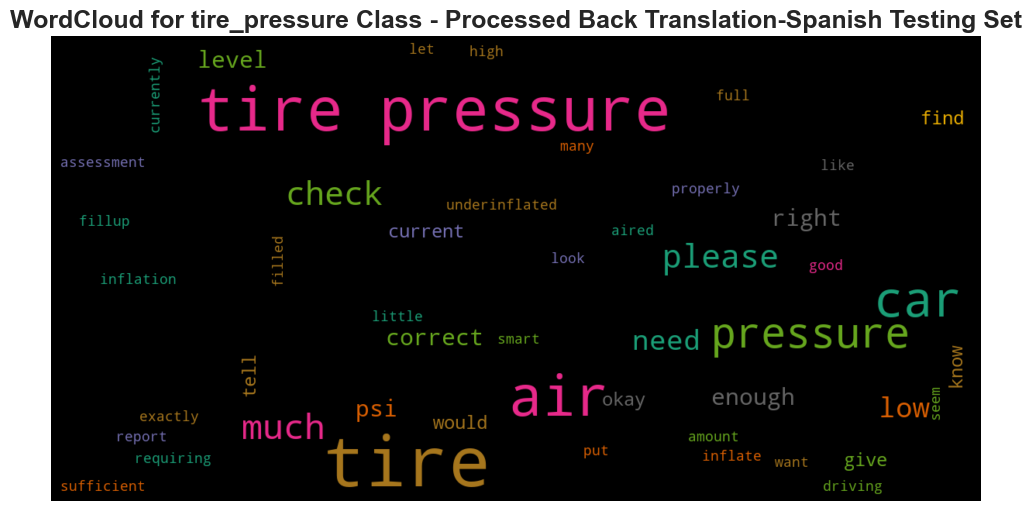 WordCloud for tire_pressure Class - Processed Back Translation-Spanish Testing Set
let high
level
currently
tire pressure
full
find
many
assessment
like
check
properly
underinflated
right
fillup
current
aired
filled
look
please
good
inflation
car
little
correct
smart
need
pressure
know
tell
air
okay
enough
seem
low
psi
exactly
much
would
report
amount
tire
put
inflate
want
give
requiring
sufficient
driving